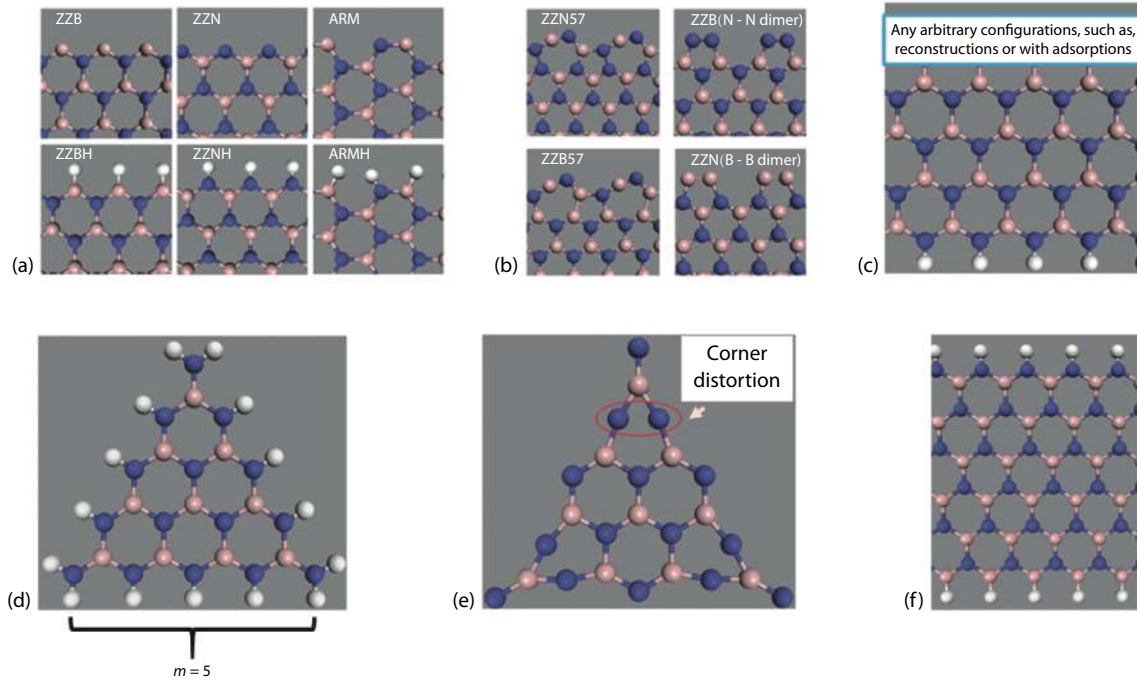 ZZB
ZZN
ARM
ZZBH
ZZNH
ARMH
(a)
ZZN57
ZZB(N - N dimer)
ZZB57
ZZN(B - B dimer)
(b)
Any arbitrary configurations, such as,
reconstructions or with adsorptions
(c)
(d)
m = 5
Corner
distortion
(e)
(f)